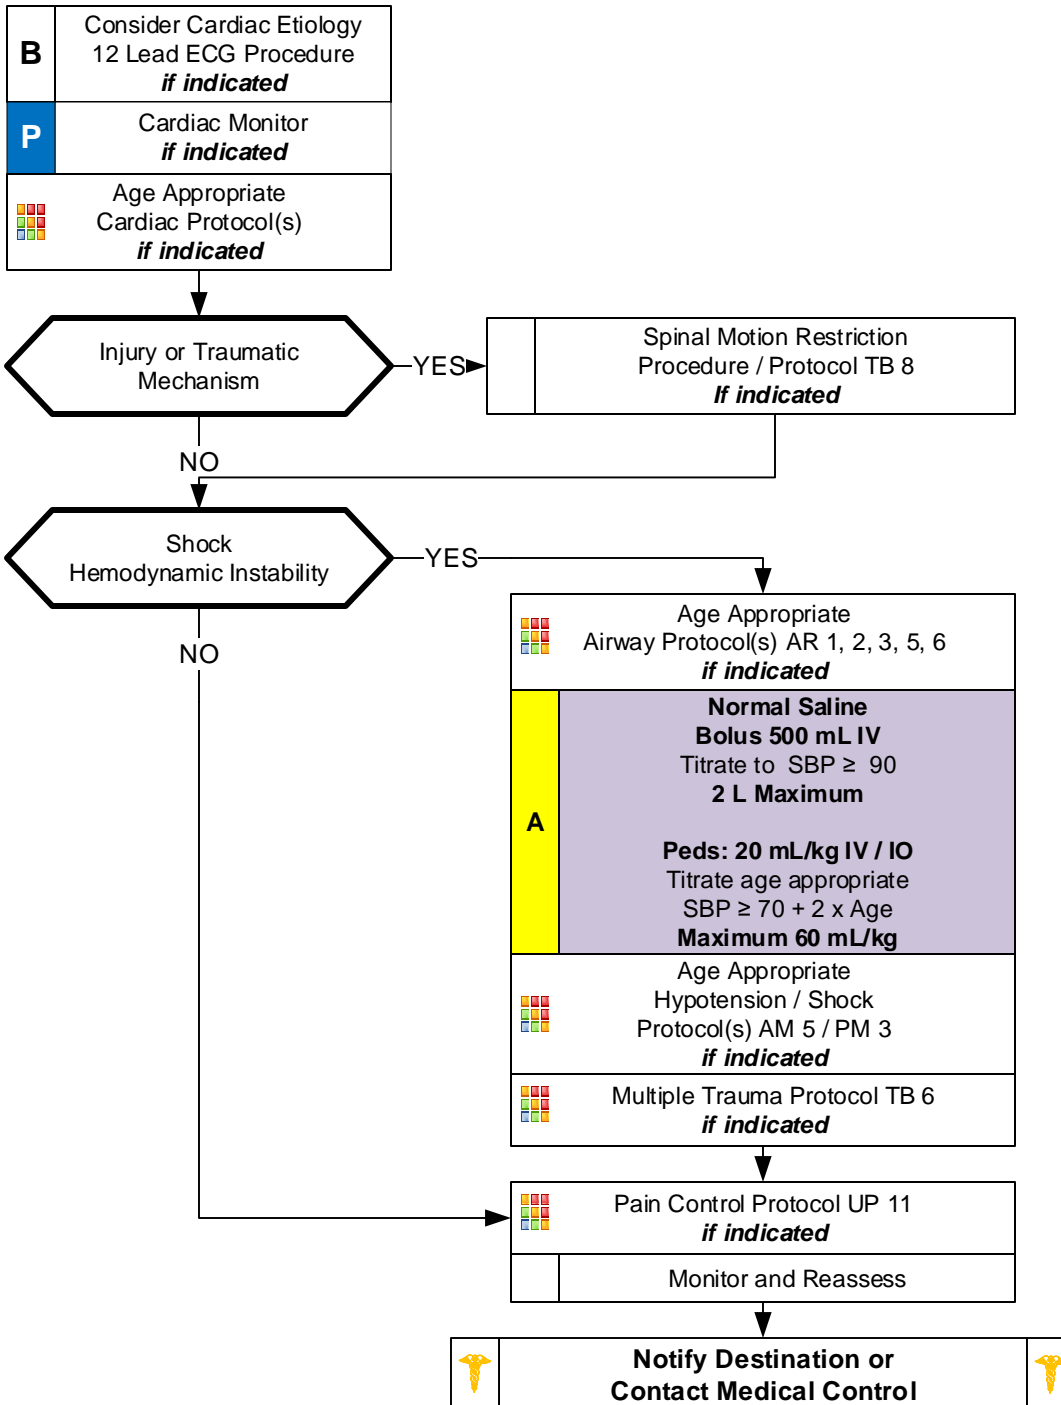 B
Consider Cardiac Etiology
12 Lead ECG Procedure
if indicated
P
Cardiac Monitor
if indicated
Age Appropriate
Cardiac Protocol(s)
if indicated
Injury or Traumatic
Mechanism
YES
Spinal Motion Restriction
Procedure / Protocol TB 8
If indicated
NO
Shock
Hemodynamic Instability
YES
NO
Age Appropriate
Airway Protocol(s) AR 1, 2, 3, 5, 6
if indicated
A
Normal Saline
Bolus 500 mL IV
Titrate to SBP ≥ 90
2 L Maximum
Peds: 20 mL/kg IV / IO
Titrate age appropriate
SBP ≥ 70 + 2 x Age
Maximum 60 mL/kg
Age Appropriate
Hypotension / Shock
Protocol(s) AM 5 / PM 3
if indicated
Multiple Trauma Protocol TB 6
if indicated
Pain Control Protocol UP 11
if indicated
Monitor and Reassess
Notify Destination or
Contact Medical Control